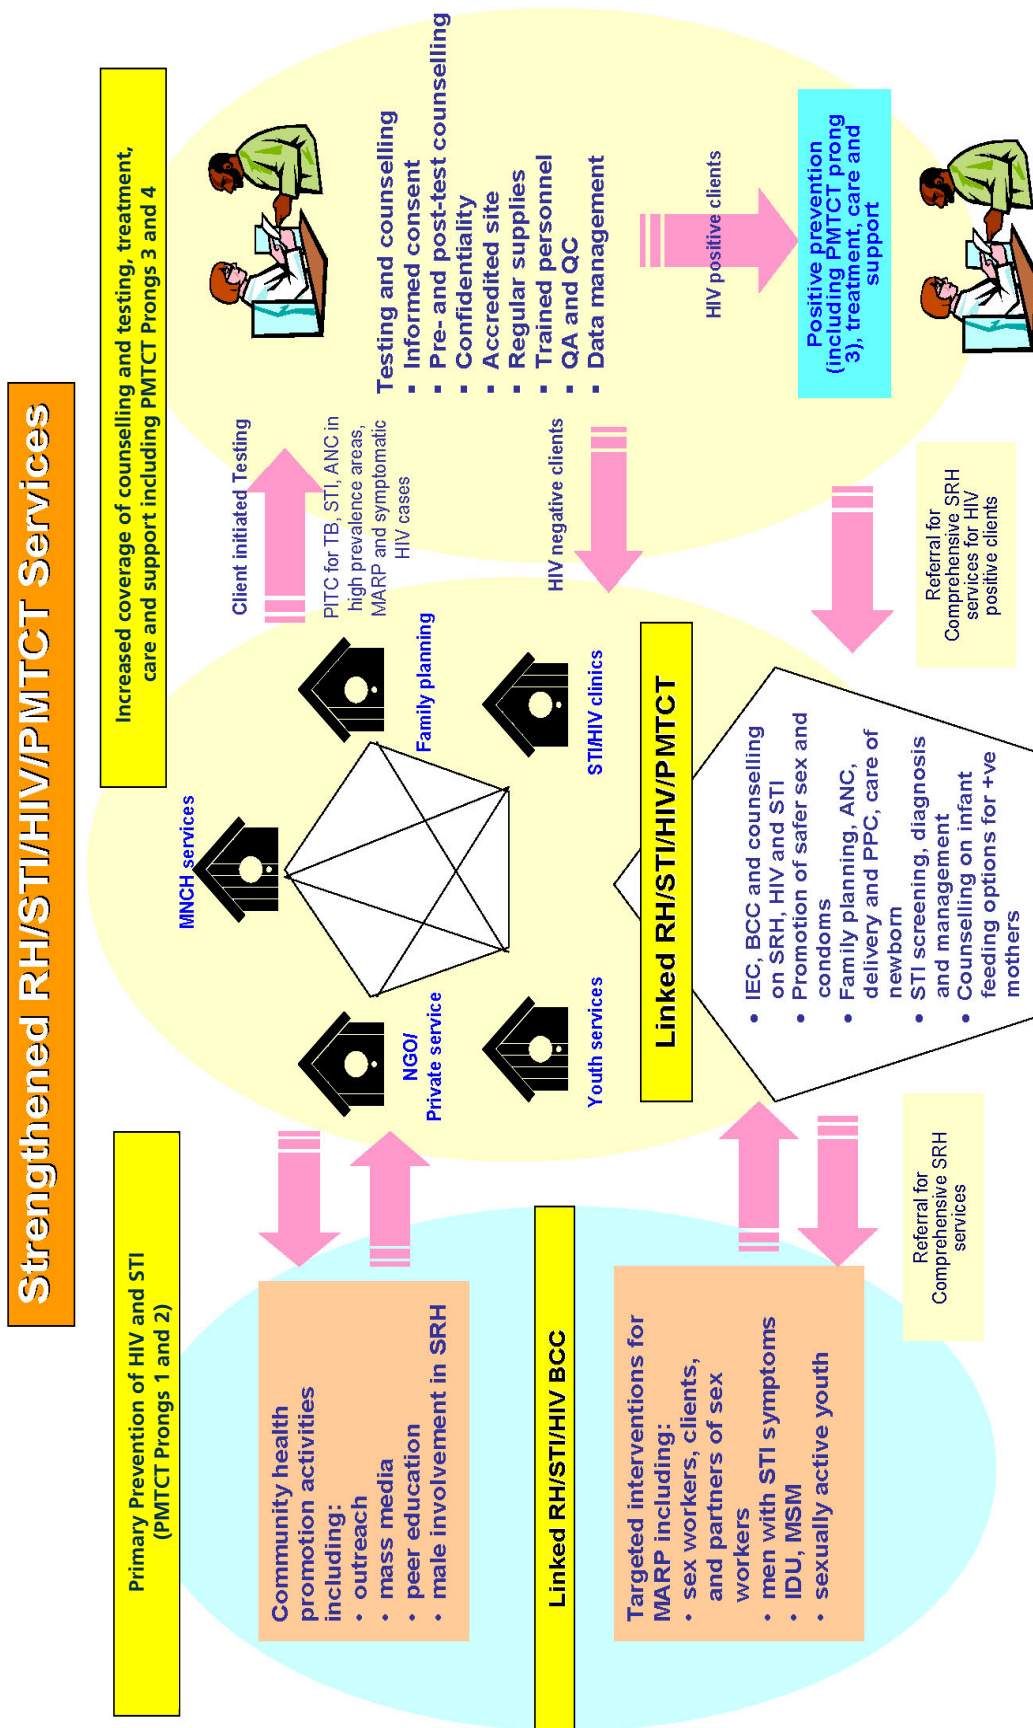 Strengthened RH/STI/HIV/PMTCT Services
Primary Prevention of HIV and STI
(PMTCT Prongs 1 and 2)
Increased coverage of counselling and testing, treatment,
care and support including PMTCT Prongs 3 and 4
Community health
promotion activities
including:
• outreach
• mass media
• peer education
• male involvement in SRH
Linked RH/STI/HIV BCC
Targeted interventions for
MARP including:
• sex workers, clients,
and partners of sex
workers
• men with STI symptoms
• IDU, MSM
• sexually active youth
Referral for
Comprehensive SRH
services
MNCH services
NGO/
Private service
Family planning
Youth services
STI/HIV clinics
Linked RH/STI/HIV/PMTCT
• IEC, BCC and counselling
on SRH, HIV and STI
• Promotion of safer sex and
condoms
• Family planning, ANC,
delivery and PPC, care of
newborn
• STI screening, diagnosis
and management
• Counselling on infant
feeding options for +ve
mothers
Client initiated Testing
PITC for TB, STI, ANC in
high prevalence areas,
MARP and symptomatic
HIV cases
HIV negative clients
Referral for
Comprehensive SRH
services for HIV
positive clients
Testing and counselling
▪ Informed consent
▪ Pre- and post-test counselling
▪ Confidentiality
▪ Accredited site
▪ Regular supplies
▪ Trained personnel
▪ QA and QC
▪ Data management
HIV positive clients
Positive prevention
(including PMTCT prong
3), treatment, care and
support